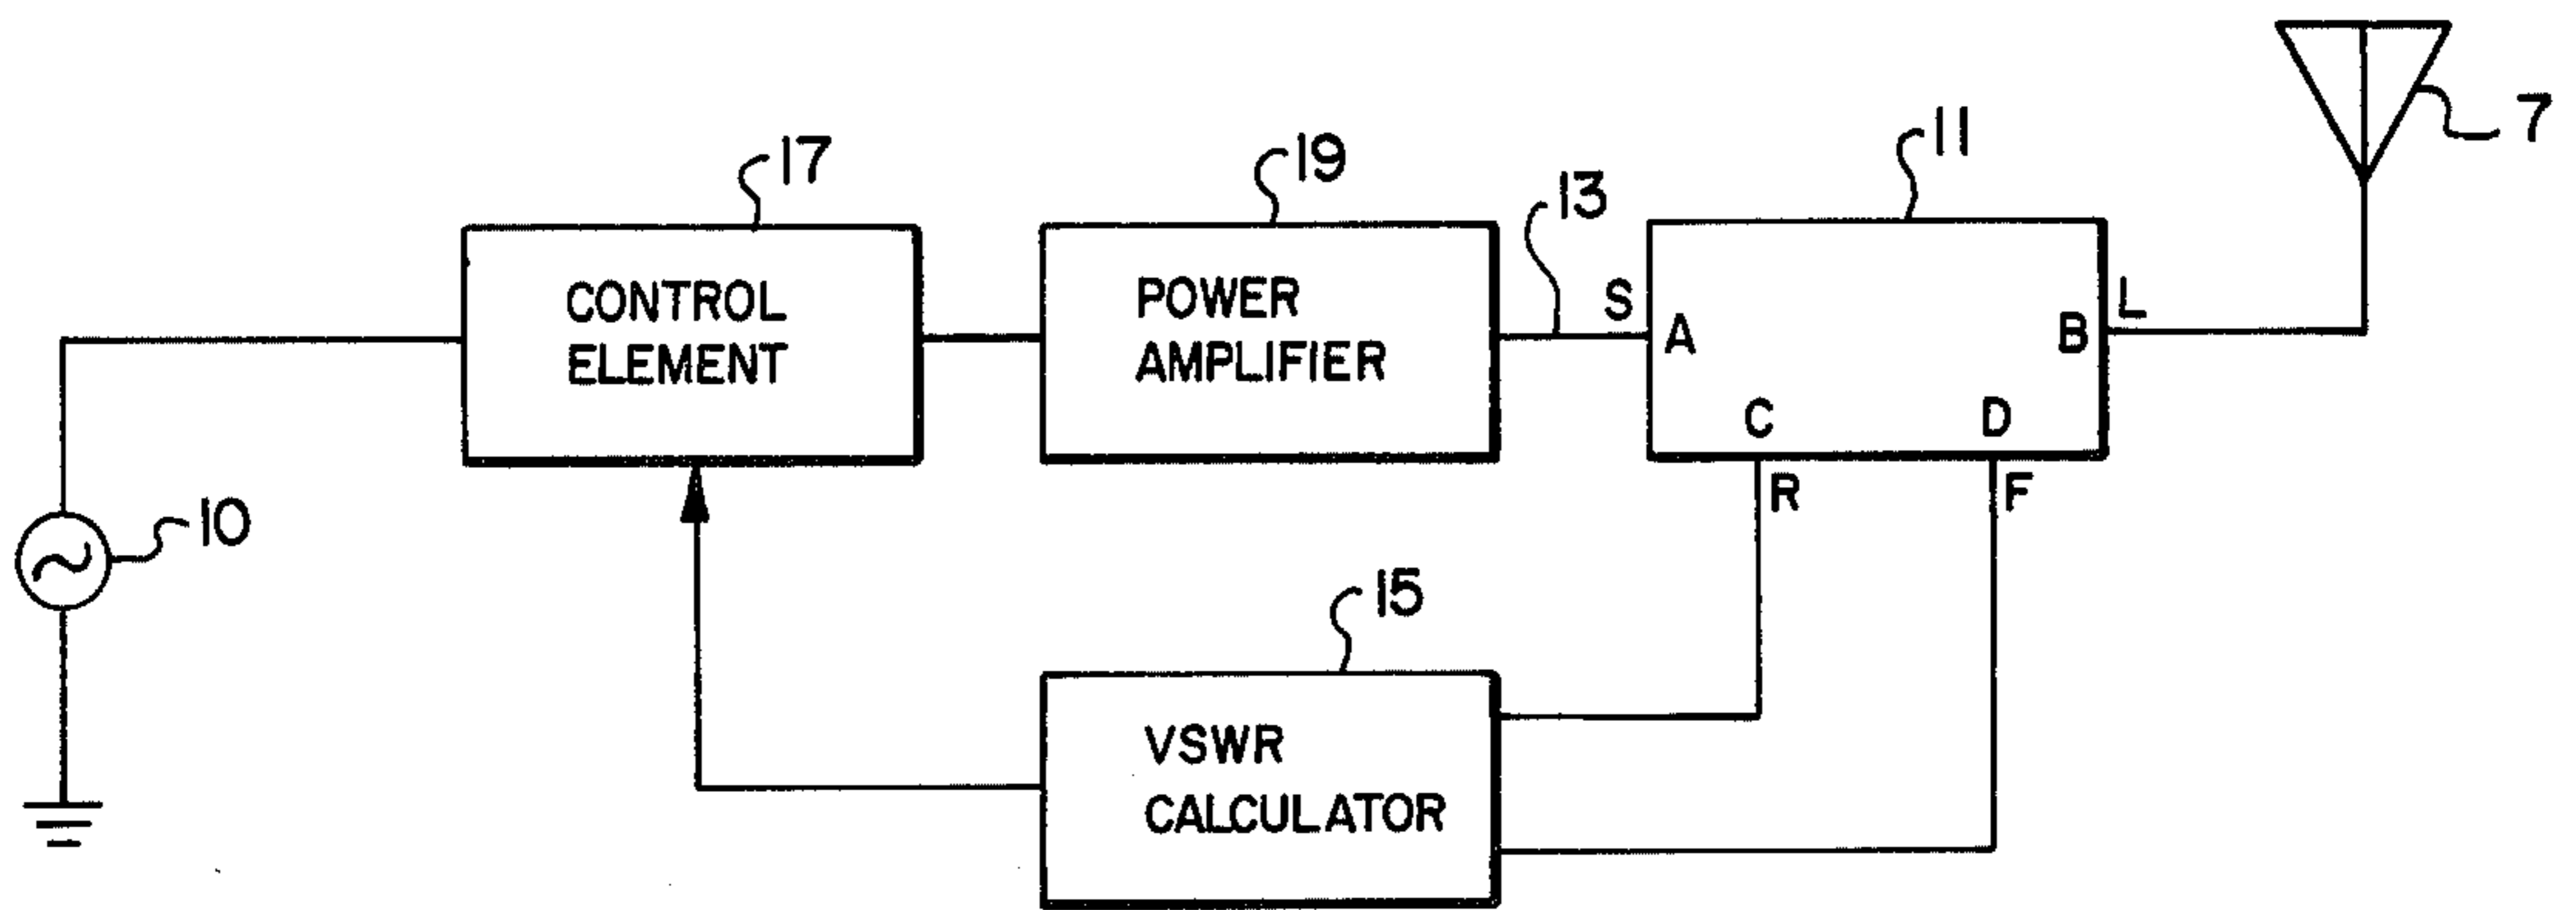 7
11
17
19
13
S
L
CONTROL
ELEMENT
POWER
AMPLIFIER
A
B
C
D
R
F
10
15
VSWR
CALCULATOR